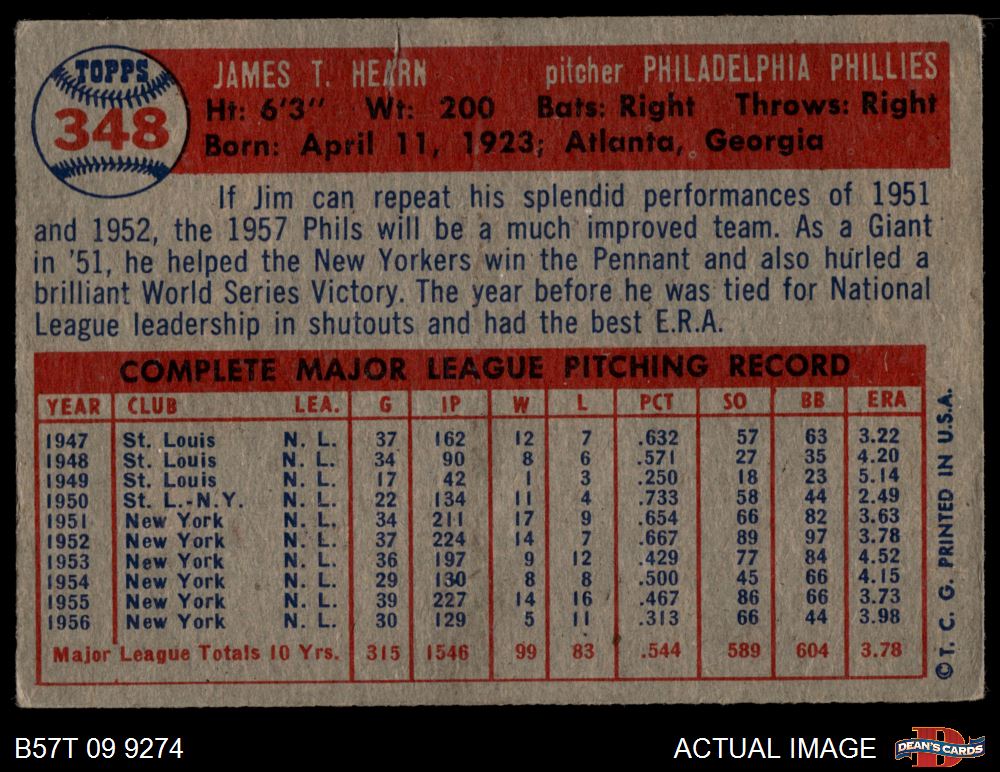 TOPPS
348
JAMES T. HEARN pitcher PHILADELPHIA PHILLIES
Ht: 6'3" Wt: 200 Bats: Right Throws: Right
Born: April 11, 1923; Atlanta, Georgia
If Jim can repeat his splendid performances of 1951
and 1952, the 1957 Phils will be a much improved team. As a Giant
in '51, he helped the New Yorkers win the Pennant and also hurled a
brilliant World Series Victory. The year before he was tied for National
League leadership in shutouts and had the best E.R.A.
COMPLETE MAJOR LEAGUE PITCHING RECORD
YEAR CLUB LEA. G IP W L PCT SO BB ERA
1947 St. Louis N. L. 37 162 12 7 .632 57 63 3.22
1948 St. Louis N. L. 34 90 8 6 .571 27 35 4.20
1949 St. Louis N. L. 17 42 1 3 .250 18 23 5.14
1950 St. L.-N.Y. N. L. 22 134 11 4 .733 58 44 2.49
1951 New York N. L. 34 211 17 9 .654 66 82 3.63
1952 New York N. L. 37 224 14 7 .667 89 97 3.78
1953 New York N. L. 36 197 9 12 .429 77 84 4.52
1954 New York N. L. 29 130 8 8 .500 45 66 4.15
1955 New York N. L. 39 227 14 16 .467 86 66 3.73
1956 New York N. L. 30 129 5 11 .313 66 44 3.98
Major League Totals 10 Yrs. 315 1546 99 83 .544 589 604 3.78
© T. C. G. PRINTED IN U.S.A.
B57T 09 9274 ACTUAL IMAGE
D
DEAN'S CARDS